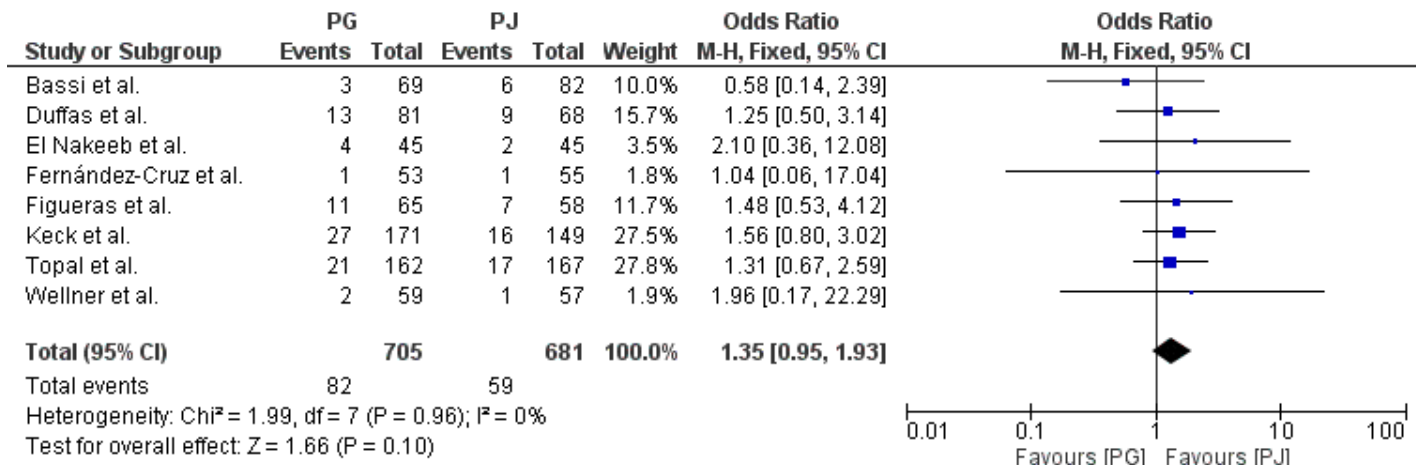 PG PJ Odds Ratio Odds Ratio
Study or Subgroup Events Total Events Total Weight M-H, Fixed, 95% CI M-H, Fixed, 95% CI
Bassi et al. 3 69 6 82 10.0% 0.58 [0.14, 2.39]
Duffas et al. 13 81 9 68 15.7% 1.25 [0.50, 3.14]
El Nakeeb et al. 4 45 2 45 3.5% 2.10 [0.36, 12.08]
Fernández-Cruz et al. 1 53 1 55 1.8% 1.04 [0.06, 17.04]
Figueras et al. 11 65 7 58 11.7% 1.48 [0.53, 4.12]
Keck et al. 27 171 16 149 27.5% 1.56 [0.80, 3.02]
Topal et al. 21 162 17 167 27.8% 1.31 [0.67, 2.59]
Wellner et al. 2 59 1 57 1.9% 1.96 [0.17, 22.29]
Total (95% CI) 705 681 100.0% 1.35 [0.95, 1.93]
Total events 82 59
Heterogeneity: Chi² = 1.99, df = 7 (P = 0.96); I² = 0%
Test for overall effect: Z = 1.66 (P = 0.10)
0.01 0.1 1 10 100
Favours [PG] Favours [PJ]